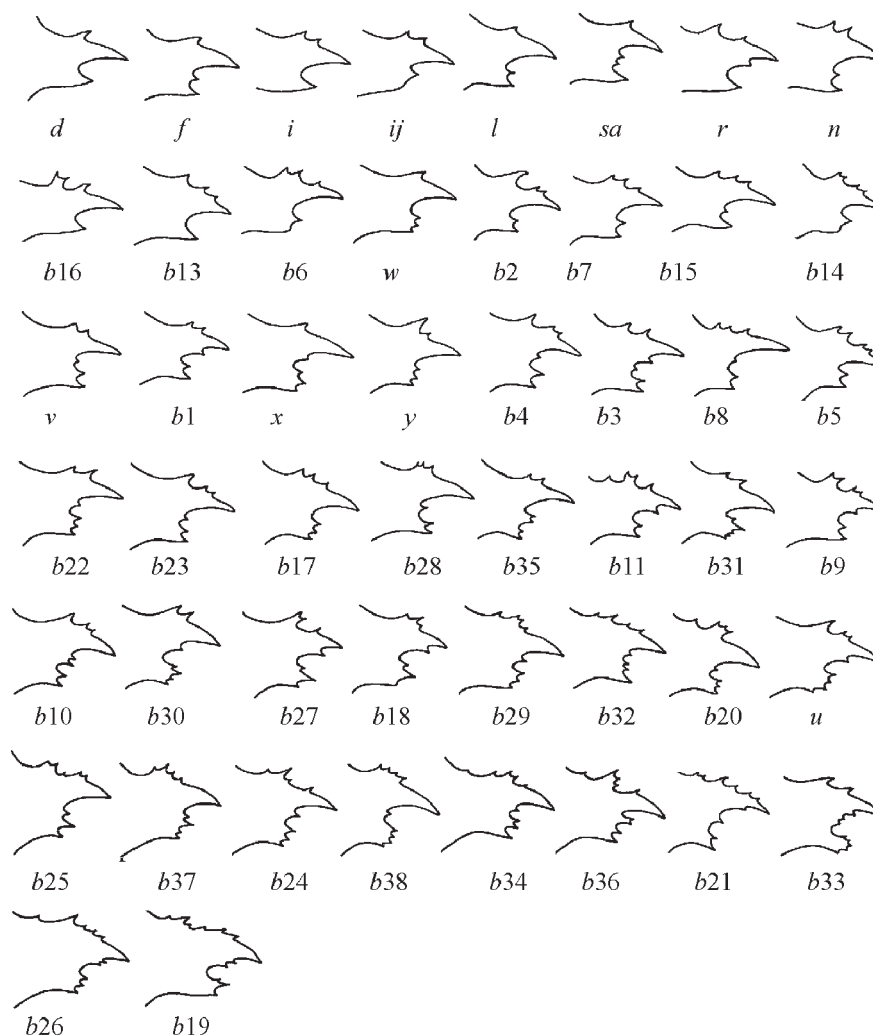 d f i ij l sa r n
b16 b13 b6 w b2 b7 b15 b14
v b1 x y b4 b3 b8 b5
b22 b23 b17 b28 b35 b11 b31 b9
b10 b30 b27 b18 b29 b32 b20 u
b25 b37 b24 b38 b34 b36 b21 b33
b26 b19